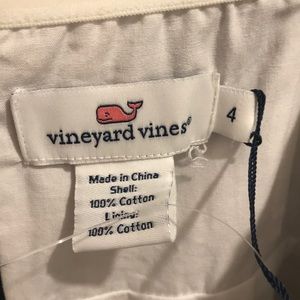 vineyard vines®
4
Made in China
Shell:
100% Cotton
Lining:
100% Cotton